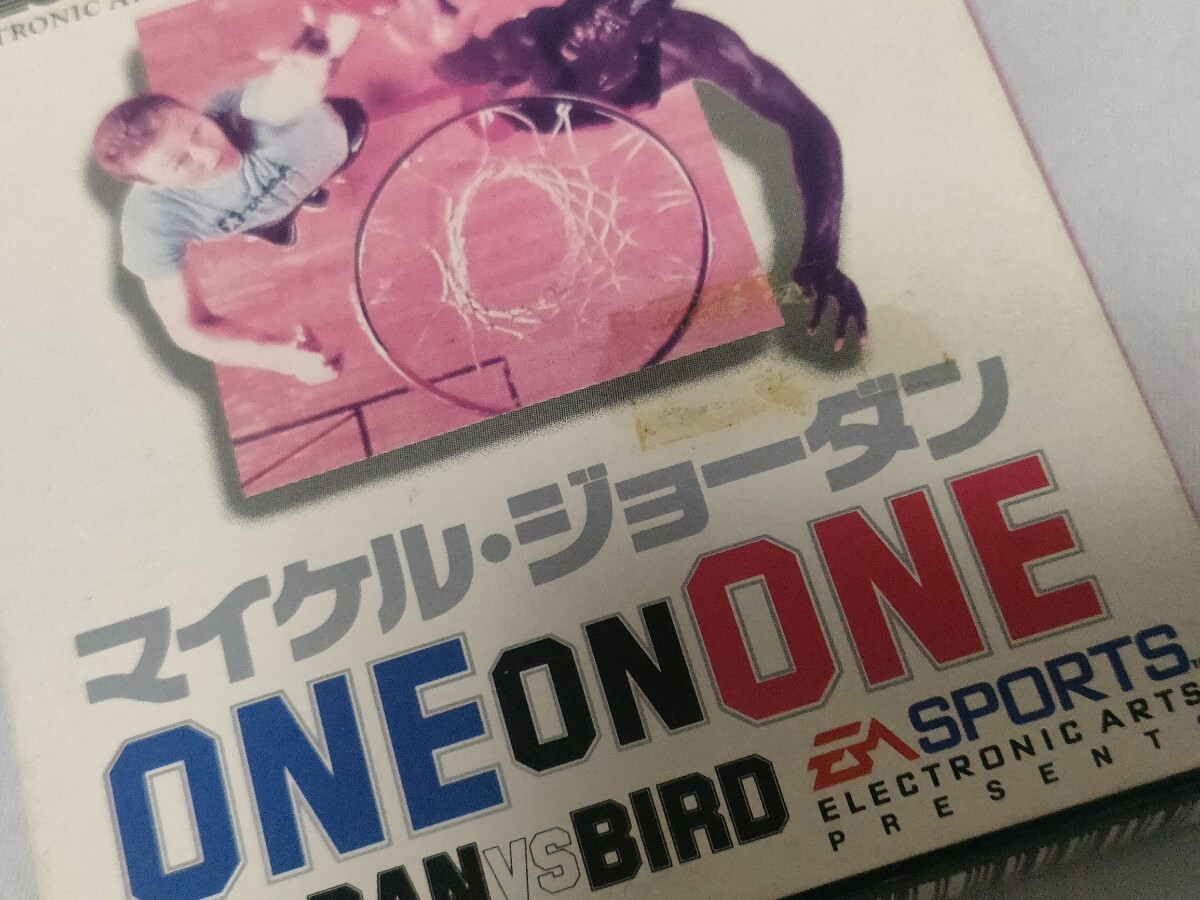 TRONIC A
マイケル・ジョーダン
ONE ON ONE
DAN VS BIRD
EA SPORTS
ELECTRONIC ARTS
PRESENT